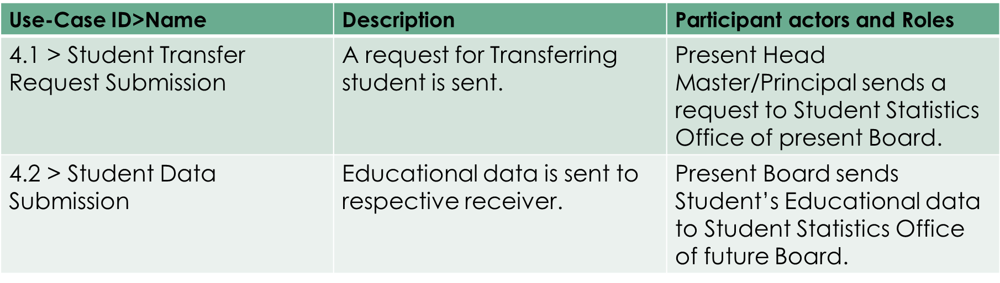 Use-Case ID>Name
Description
Participant actors and Roles
4.1 > Student Transfer
Request Submission
A request for Transferring
student is sent.
Present Head
Master/Principal sends a
request to Student Statistics
Office of present Board.
4.2 > Student Data
Submission
Educational data is sent to
respective receiver.
Present Board sends
Student’s Educational data
to Student Statistics Office
of future Board.